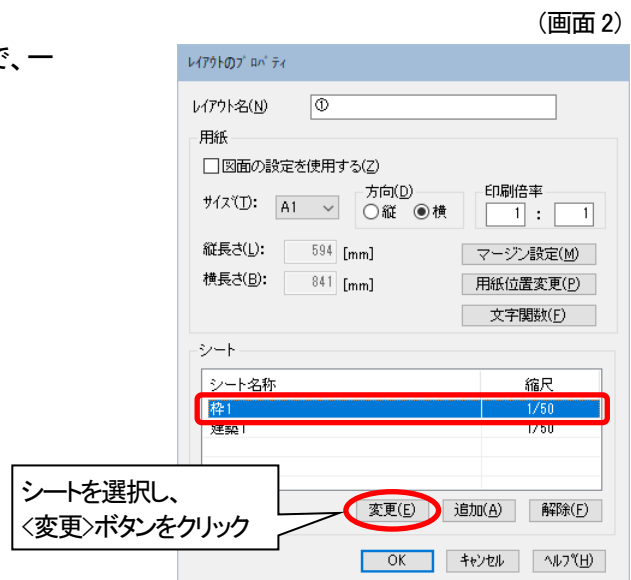 （画面 2）
で、一
レイアウトのプロパティ
レイアウト名(N) ①
用紙
図面の設定を使用する(Z)
サイズ(T): A1 方向(D) 縦 横 印刷倍率 1 : 1
縦長さ(L): 594 [mm] マージン設定(M)
横長さ(B): 841 [mm] 用紙位置変更(P)
文字関数(F)
シート
シート名称 縮尺
枠1 1/50
建築1 1/50
シートを選択し、
<変更>ボタンをクリック
変更(E) 追加(A) 解除(F)
OK キャンセル ヘルプ(H)